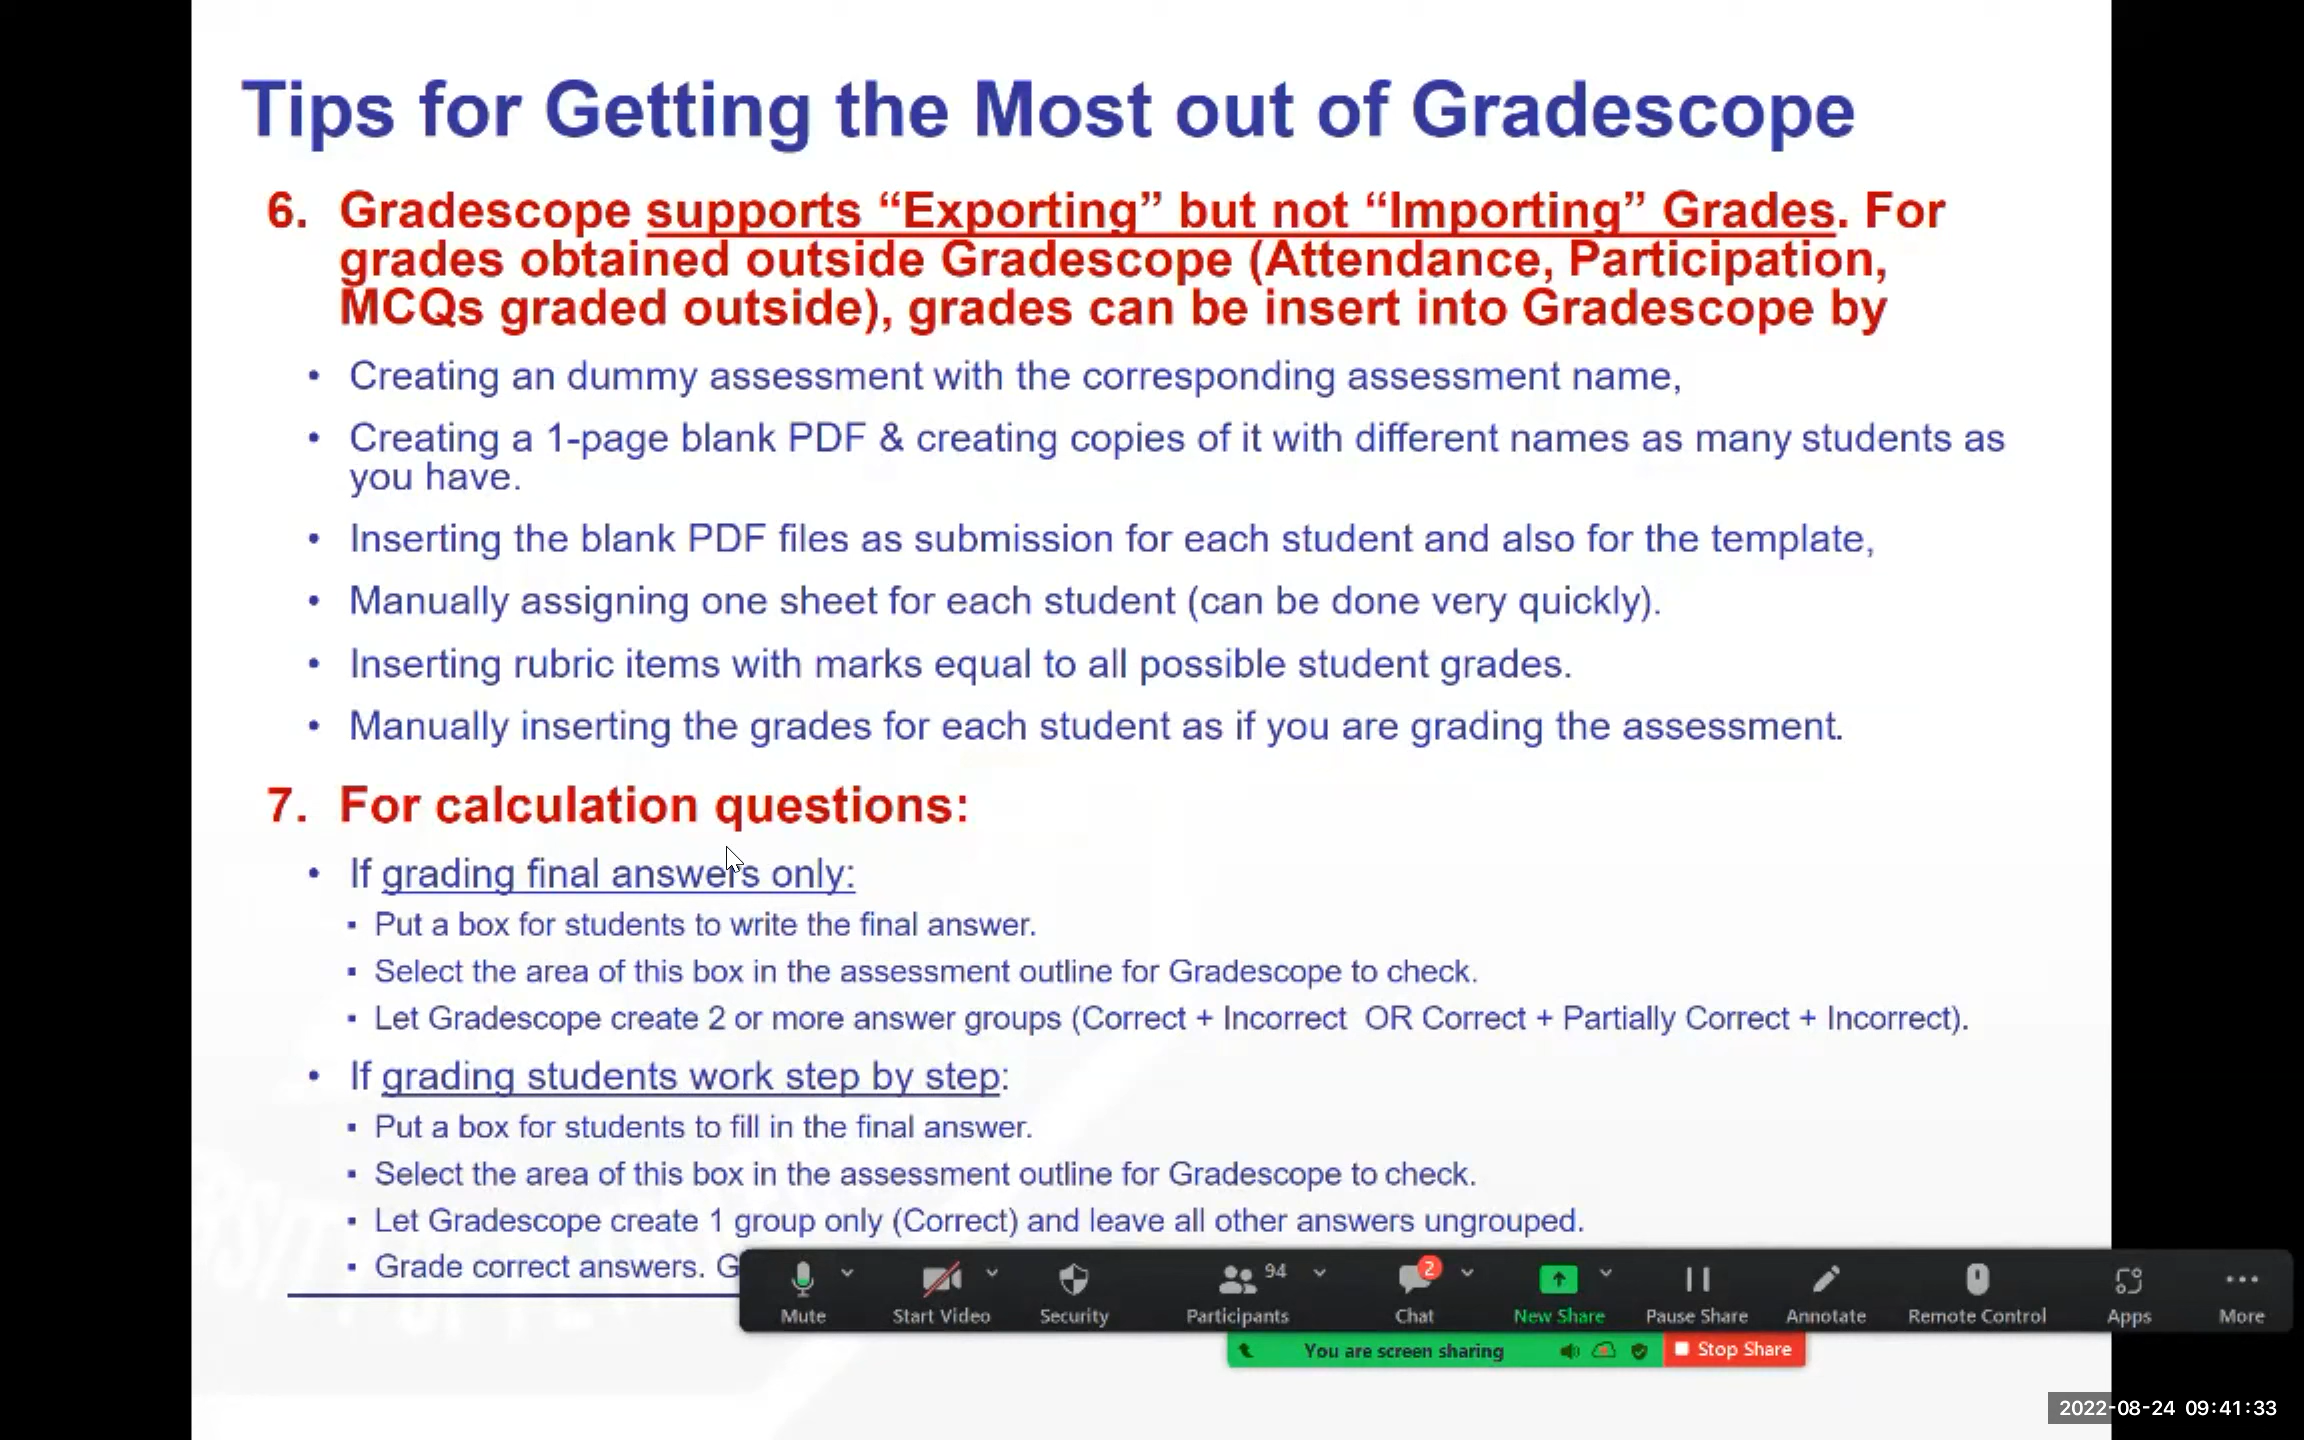 Tips for Getting the Most out of Gradescope
6. Gradescope supports “Exporting” but not “Importing” Grades. For
grades obtained outside Gradescope (Attendance, Participation,
MCQs graded outside), grades can be insert into Gradescope by
• Creating an dummy assessment with the corresponding assessment name,
• Creating a 1-page blank PDF & creating copies of it with different names as many students as
you have.
• Inserting the blank PDF files as submission for each student and also for the template,
• Manually assigning one sheet for each student (can be done very quickly).
• Inserting rubric items with marks equal to all possible student grades.
• Manually inserting the grades for each student as if you are grading the assessment.
7. For calculation questions:
• If grading final answers only:
▪ Put a box for students to write the final answer.
▪ Select the area of this box in the assessment outline for Gradescope to check.
▪ Let Gradescope create 2 or more answer groups (Correct + Incorrect OR Correct + Partially Correct + Incorrect).
• If grading students work step by step:
▪ Put a box for students to fill in the final answer.
▪ Select the area of this box in the assessment outline for Gradescope to check.
▪ Let Gradescope create 1 group only (Correct) and leave all other answers ungrouped.
▪ Grade correct answers. G
94 2
Mute Start Video Security Participants Chat New Share Pause Share Annotate Remote Control Apps More
You are screen sharing Stop Share
2022-08-24 09:41:33